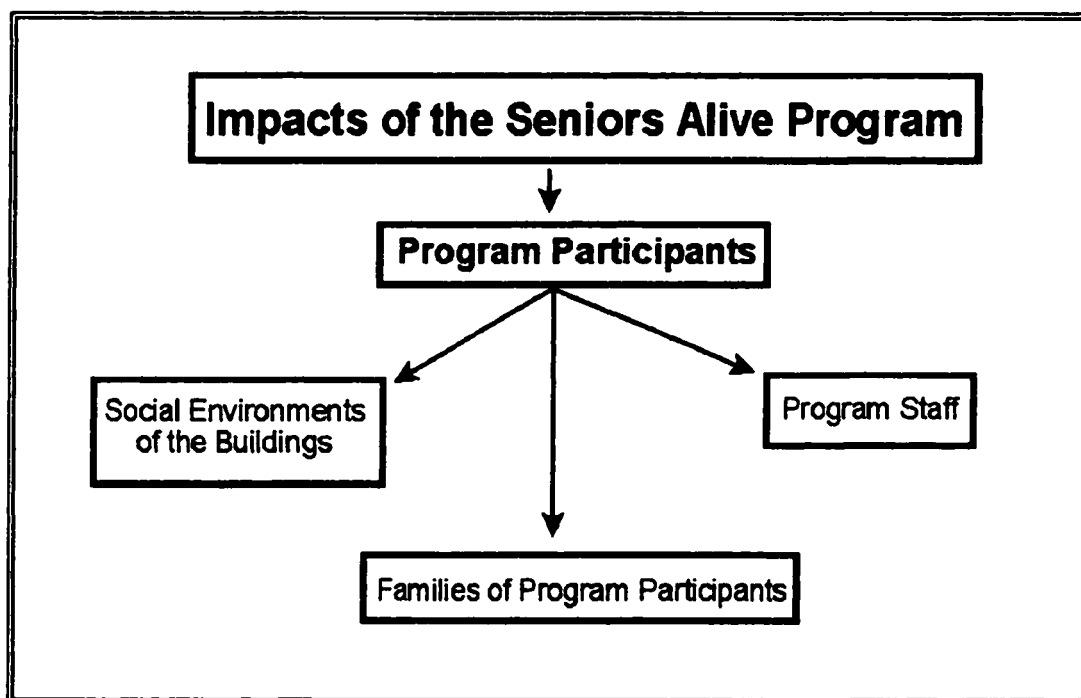 Impacts of the Seniors Alive Program
Program Participants
Social Environments
of the Buildings
Program Staff
Families of Program Participants